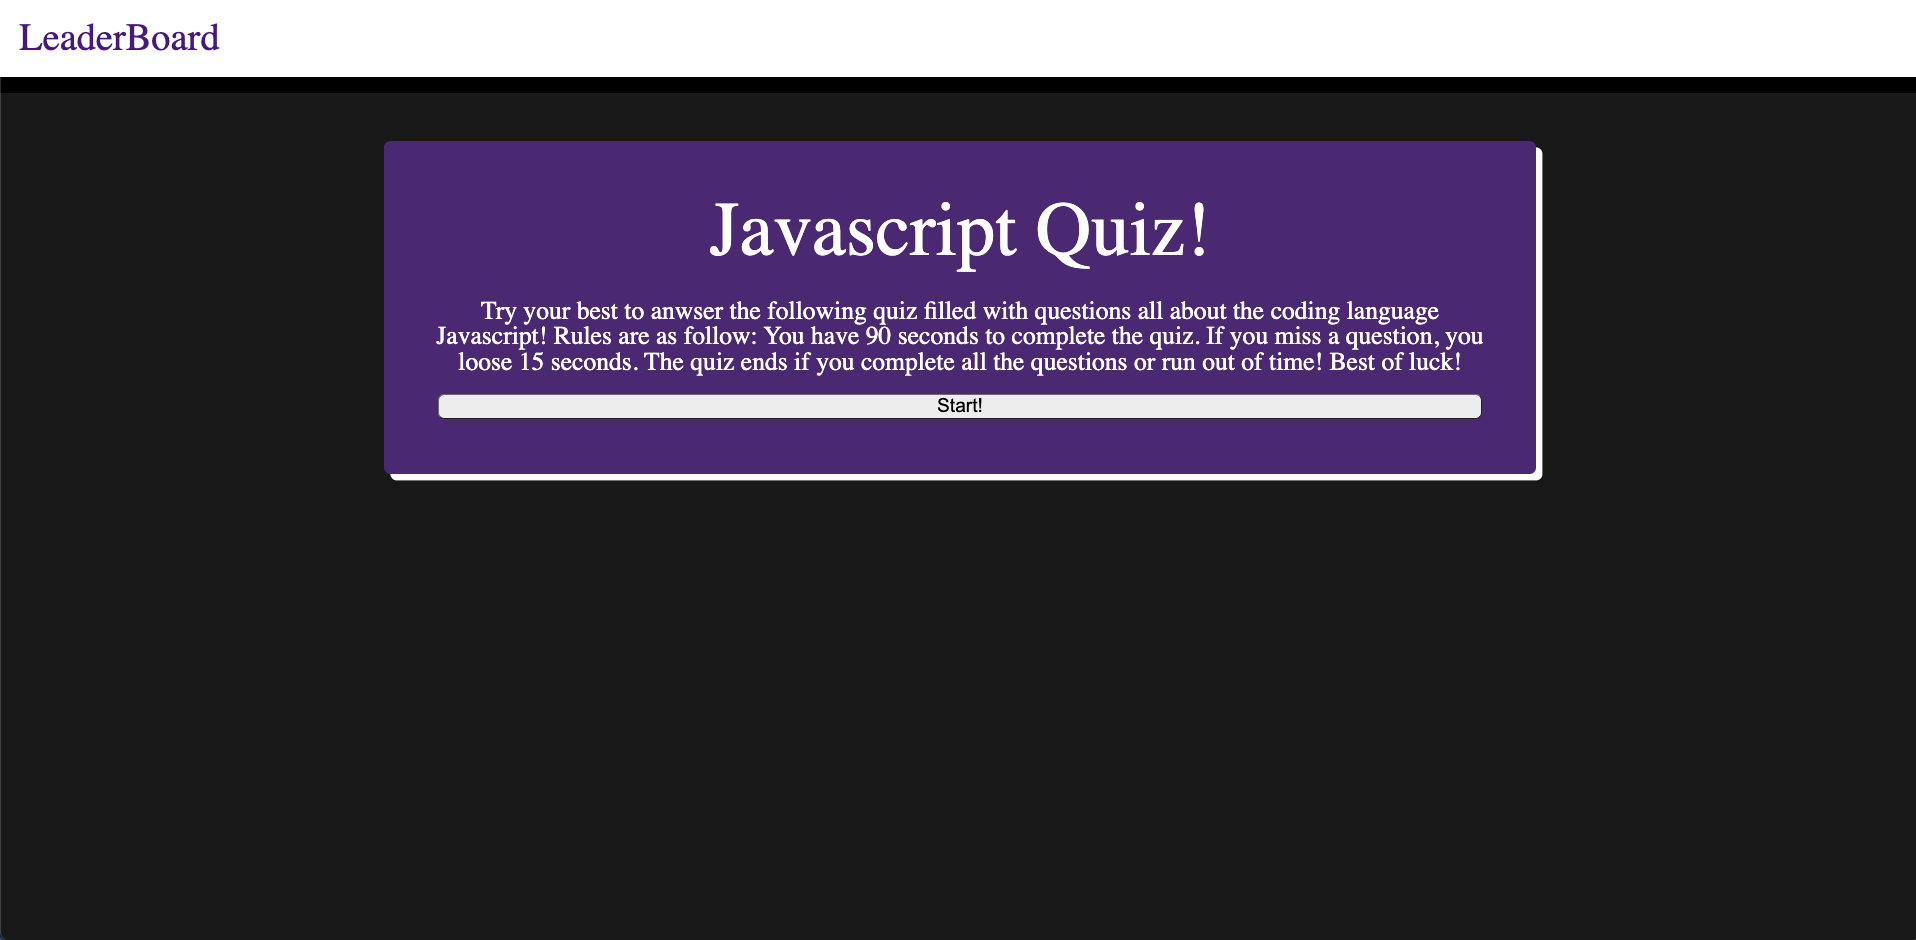 LeaderBoard
Javascript Quiz!
Try your best to anwser the following quiz filled with questions all about the coding language
Javascript! Rules are as follow: You have 90 seconds to complete the quiz. If you miss a question, you
loose 15 seconds. The quiz ends if you complete all the questions or run out of time! Best of luck!
Start!